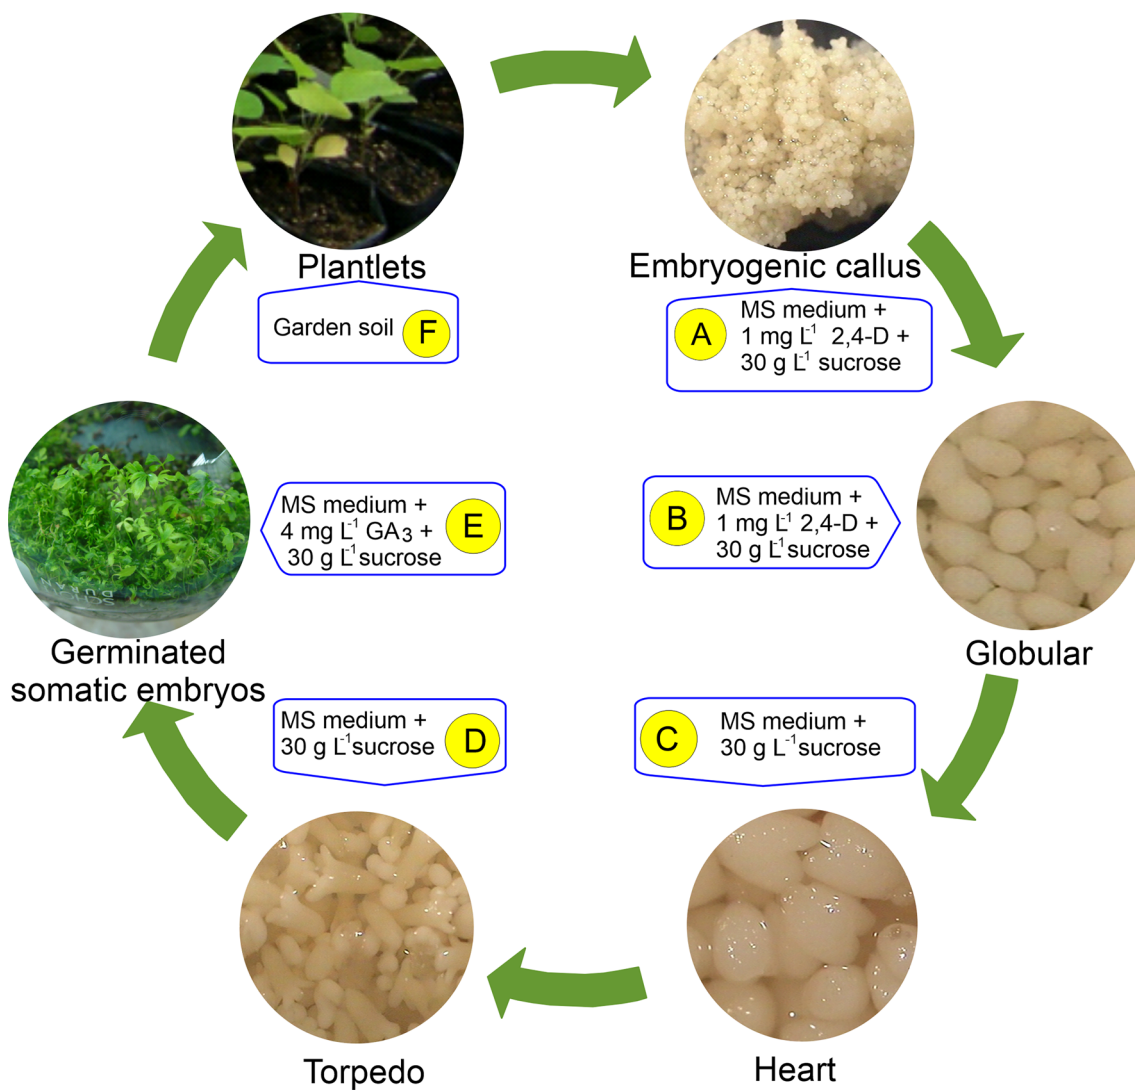 Plantlets
Garden soil F
Embryogenic callus
A MS medium +
1 mg L⁻¹ 2,4-D +
30 g L⁻¹ sucrose
B MS medium +
1 mg L⁻¹ 2,4-D +
30 g L⁻¹ sucrose
Globular
C MS medium +
30 g L⁻¹ sucrose
Heart
MS medium +
30 g L⁻¹ sucrose D
Torpedo
MS medium +
4 mg L⁻¹ GA₃ + E
30 g L⁻¹ sucrose
Germinated
somatic embryos